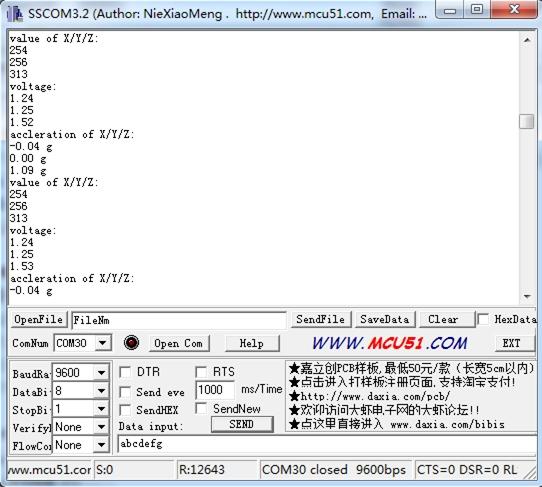 SSCOM3.2 (Author: NieXiaoMeng .  http://www.mcu51.com,  Email: ...
value of X/Y/Z:
254
256
313
voltage:
1.24
1.25
1.52
accleration of X/Y/Z:
-0.04 g
0.00 g
1.09 g
value of X/Y/Z:
254
256
313
voltage:
1.24
1.25
1.53
accleration of X/Y/Z:
-0.04 g
OpenFile FileNm SendFile SaveData Clear HexData
ComNum COM30 Open Com Help WWW.MCU51.COM EXT
BaudRa 9600 DTR RTS
DataBi 8 Send eve 1000 ms/Time
StopBi 1 SendHEX SendNew
Verify None Data input: SEND
FlowCo None abcdefg
★嘉立创PCB样板,最低50元/款（长宽5cm以内)
★点击进入打样板注册页面,支持淘宝支付!
★http://www.daxia.com/pcb/
★欢迎访问大虾电子网的大虾论坛!!
★点这里直接进入 www.daxia.com/bibis
www.mcu51.cor S:0 R:12643 COM30 closed  9600bps CTS=0 DSR=0 RL